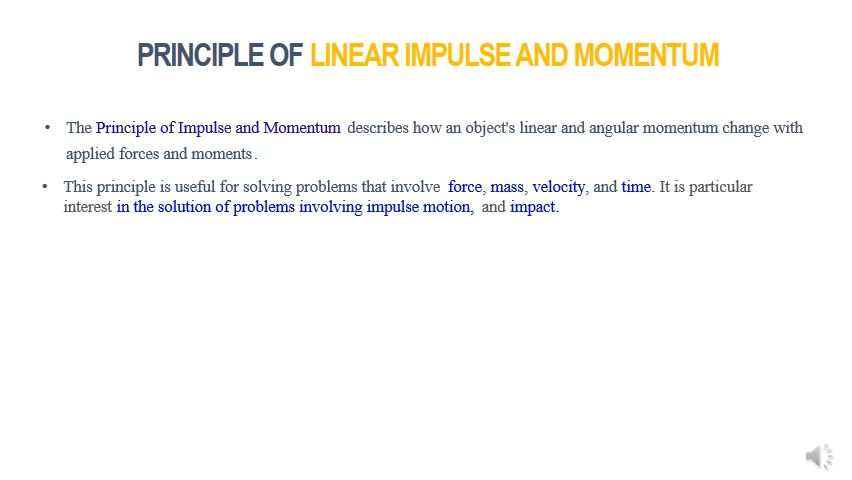 PRINCIPLE OF LINEAR IMPULSE AND MOMENTUM
• The Principle of Impulse and Momentum describes how an object's linear and angular momentum change with
applied forces and moments.
• This principle is useful for solving problems that involve force, mass, velocity, and time. It is particular
interest in the solution of problems involving impulse motion, and impact.